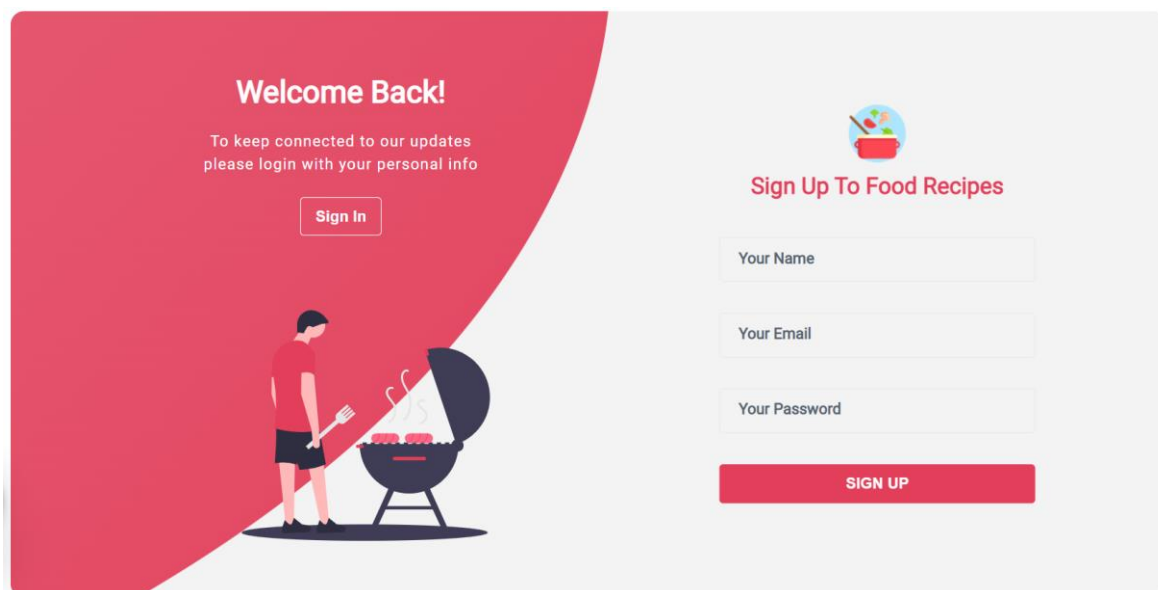 Welcome Back!
To keep connected to our updates
please login with your personal info
Sign In
Sign Up To Food Recipes
Your Name
Your Email
Your Password
SIGN UP